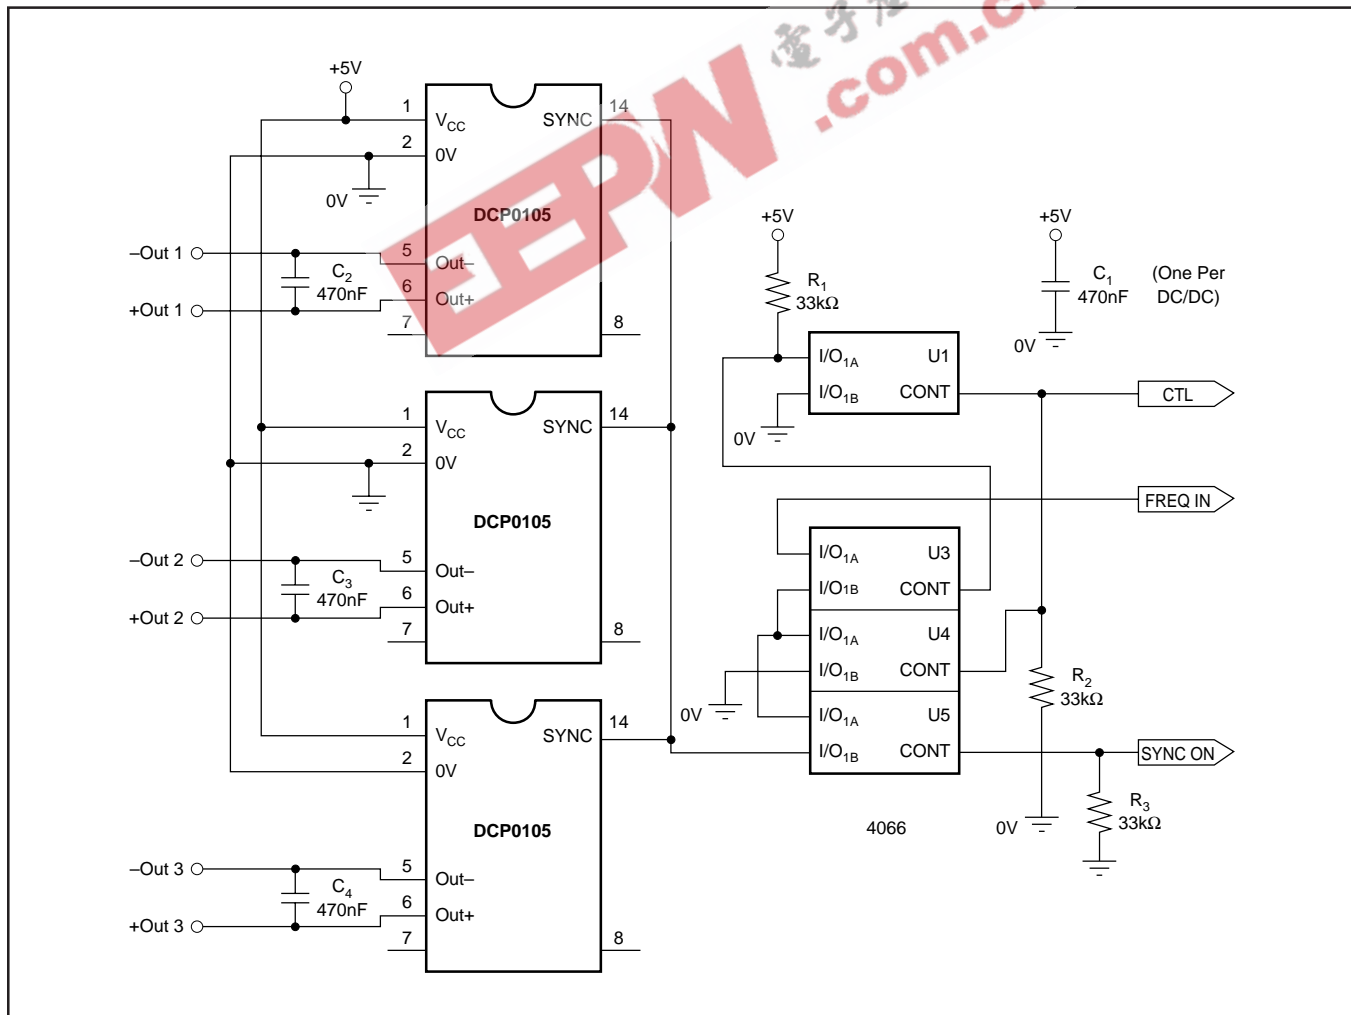 EEPW
.com.c
電子
+5V
1
VCC
SYNC
14
2
0V
0V
DCP0105
–Out 1
5
Out–
C2
470nF
6
Out+
+Out 1
7
8
1
VCC
SYNC
14
2
0V
DCP0105
–Out 2
5
Out–
C3
470nF
6
Out+
+Out 2
7
8
1
VCC
SYNC
14
2
0V
DCP0105
–Out 3
5
Out–
C4
470nF
6
Out+
+Out 3
7
8
+5V
R1
33kΩ
+5V
C1
470nF
(One Per
DC/DC)
0V
I/O1A
U1
I/O1B
CONT
0V
CTL
FREQ IN
I/O1A
U3
I/O1B
CONT
I/O1A
U4
I/O1B
CONT
0V
I/O1A
U5
I/O1B
CONT
4066
R2
33kΩ
0V
SYNC ON
R3
33kΩ